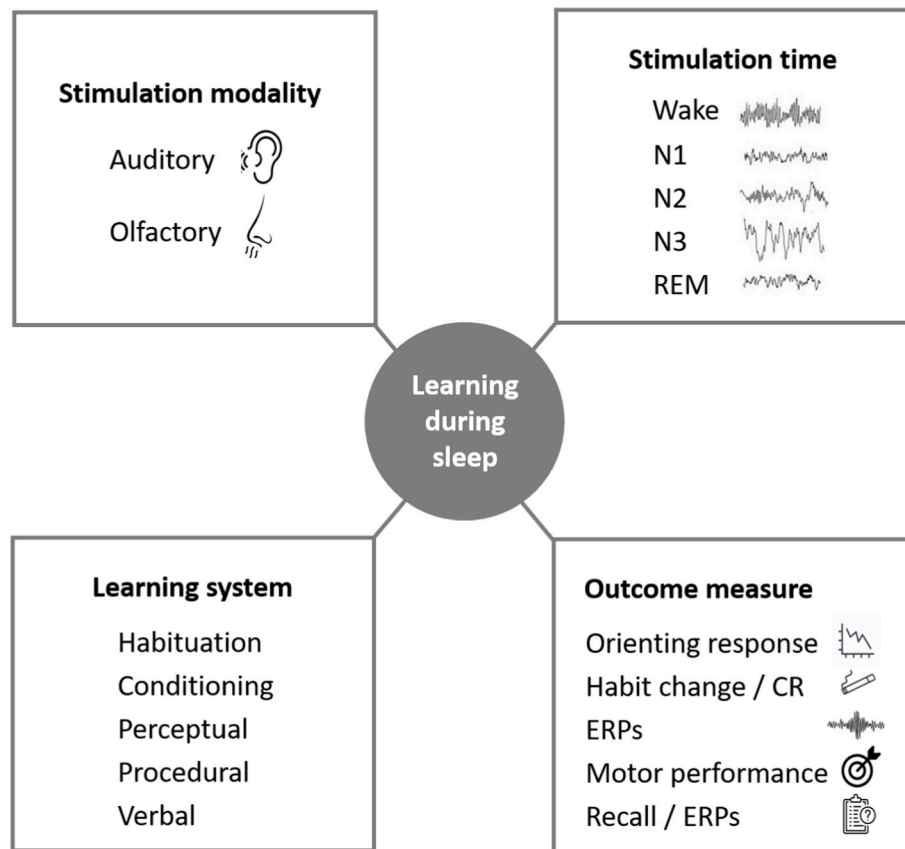 Stimulation modality
Auditory
Olfactory
Stimulation time
Wake
N1
N2
N3
REM
Learning
during
sleep
Learning system
Habituation
Conditioning
Perceptual
Procedural
Verbal
Outcome measure
Orienting response
Habit change / CR
ERPs
Motor performance
Recall / ERPs
?